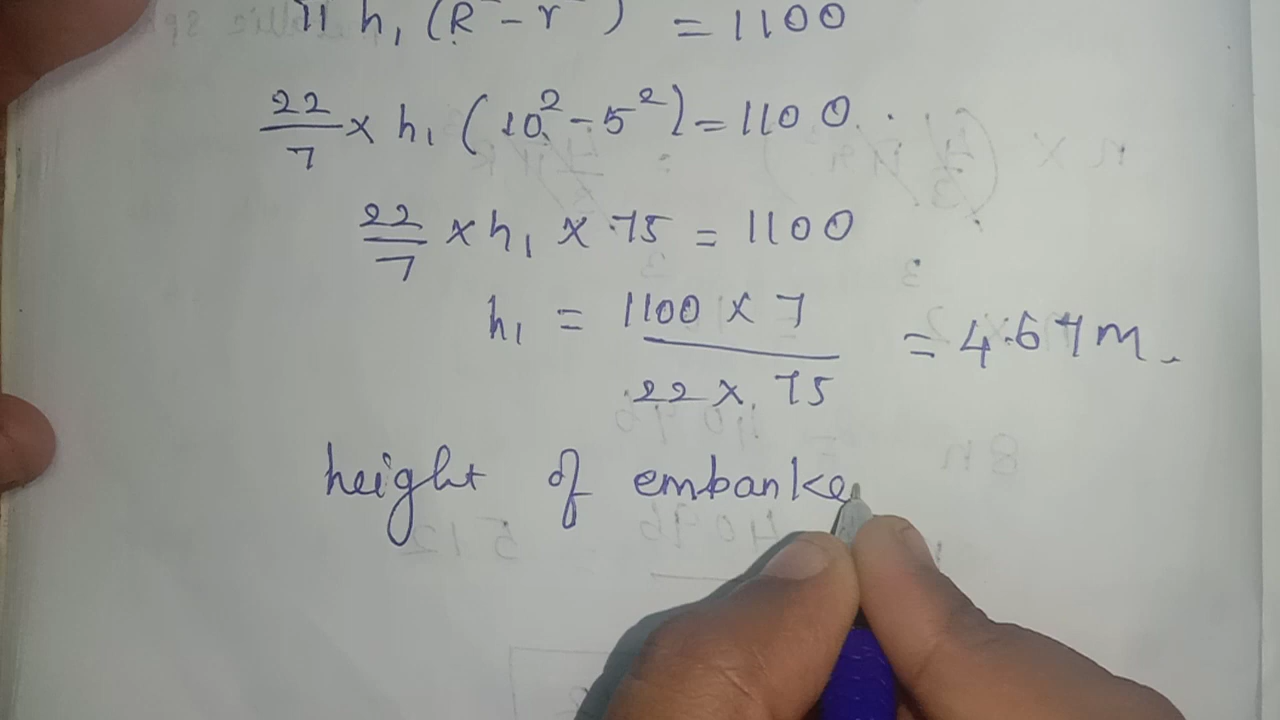 π h₁ (R² - r²) = 1100
22/7 × h₁ (10² - 5²) = 1100.
22/7 × h₁ × 75 = 1100
h₁ = 1100 × 7 / 22 × 75 = 4.67m.
height of embanke